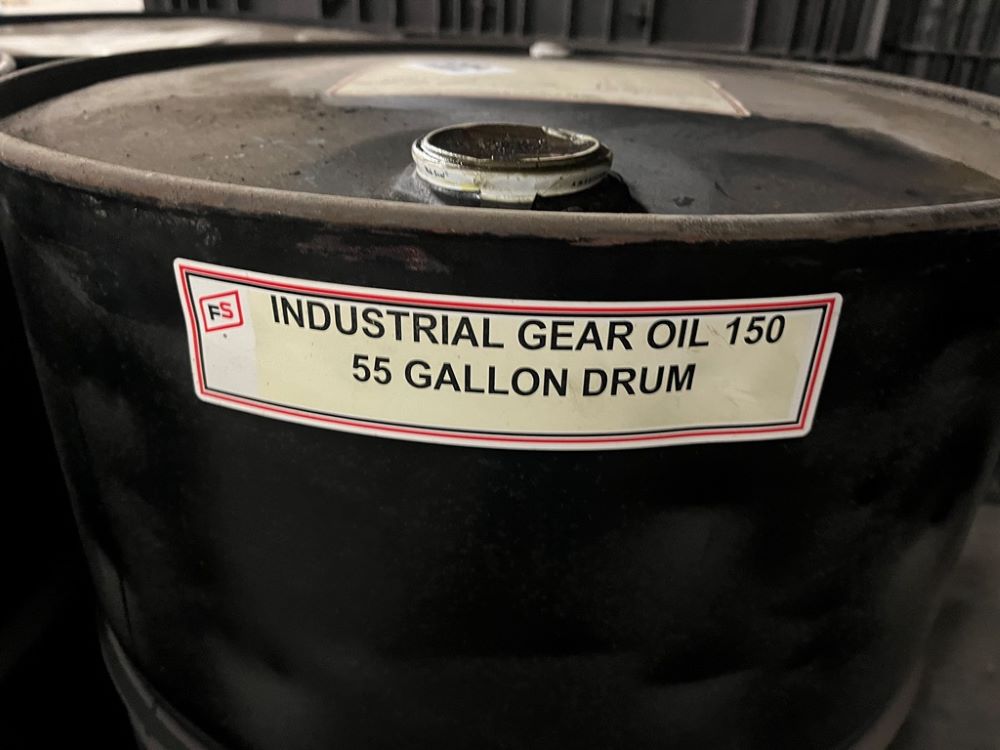 FS
INDUSTRIAL GEAR OIL 150
55 GALLON DRUM